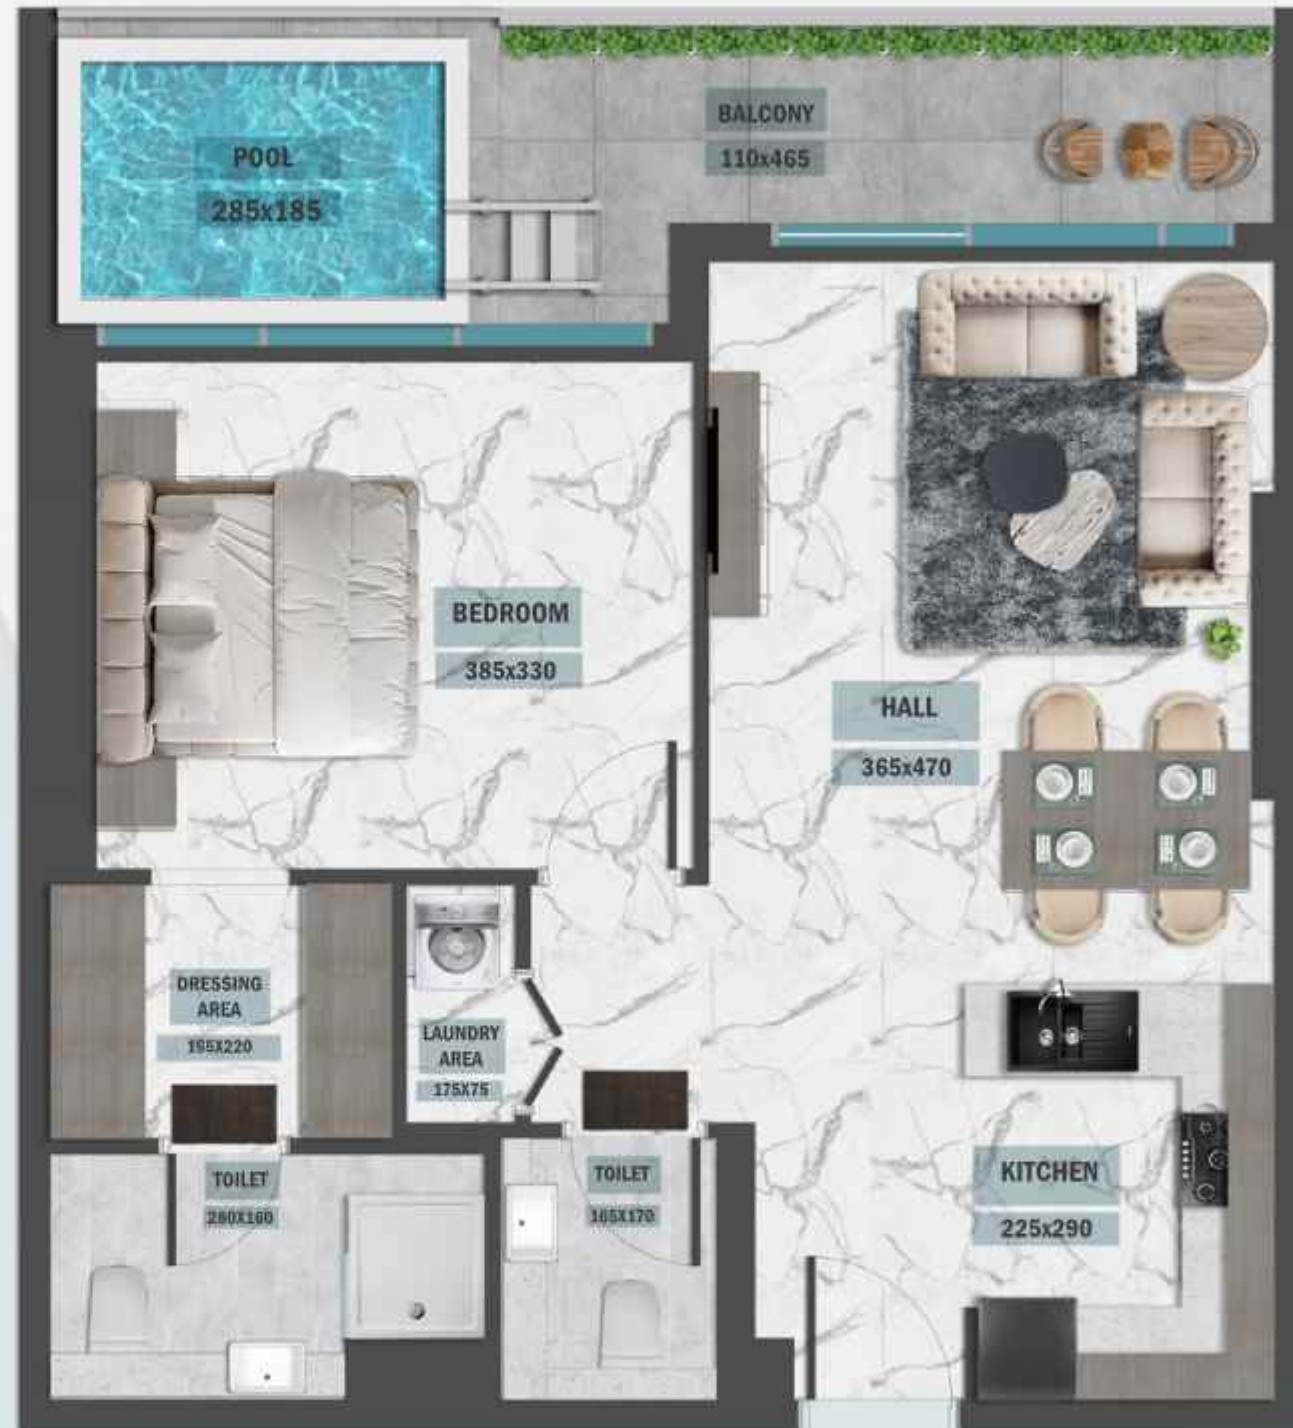 BALCONY
110x465
POOL
285x185
BEDROOM
385x330
HALL
365x470
DRESSING
AREA
195X220
LAUNDRY
AREA
175X75
TOILET
280X160
TOILET
165X170
KITCHEN
225x290